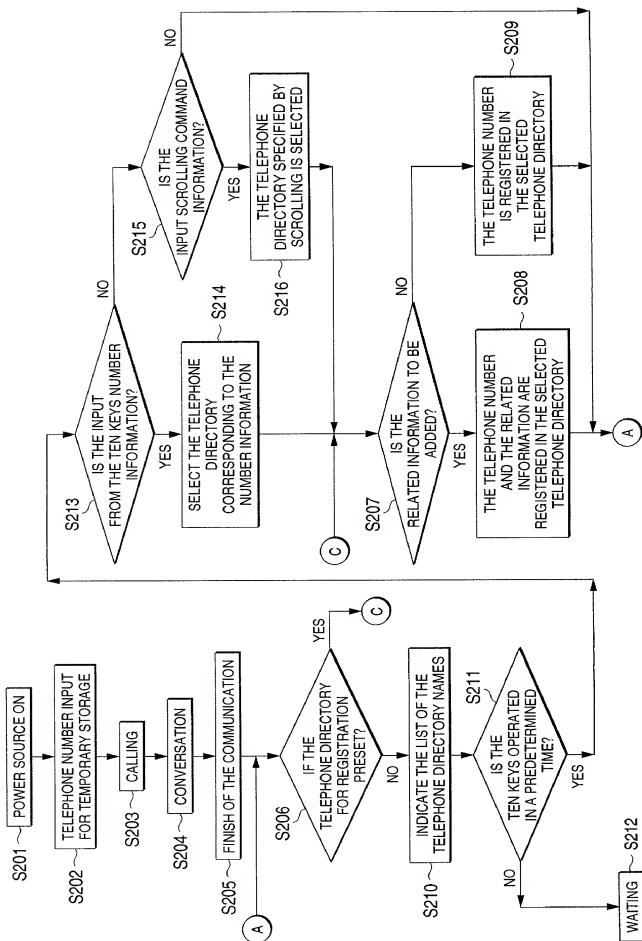 S201
POWER SOURCE ON
S202
TELEPHONE NUMBER INPUT
FOR TEMPORARY STORAGE
S203
CALLING
S204
CONVERSATION
S205
FINISH OF THE COMMUNICATION
A
S206
IF THE
TELEPHONE DIRECTORY
FOR REGISTRATION
PRESET?
YES
C
NO
S210
INDICATE THE LIST OF THE
TELEPHONE DIRECTORY NAMES
S211
IS THE
TEN KEYS OPERATED
IN A PREDETERMINED
TIME?
NO
YES
WAITING
S212
S213
IS THE INPUT
FROM THE TEN KEYS NUMBER
INFORMATION?
NO
YES
S214
SELECT THE TELEPHONE
DIRECTORY
CORRESPONDING TO THE
NUMBER INFORMATION
S215
IS THE
INPUT SCROLLING COMMAND
INFORMATION?
NO
YES
S216
THE TELEPHONE
DIRECTORY SPECIFIED BY
SCROLLING IS SELECTED
C
S207
IS THE
RELATED INFORMATION TO BE
ADDED?
NO
YES
S208
THE TELEPHONE NUMBER
AND THE RELATED
INFORMATION ARE
REGISTERED IN THE SELECTED
TELEPHONE DIRECTORY
S209
THE TELEPHONE NUMBER
IS REGISTERED IN
THE SELECTED
TELEPHONE DIRECTORY
A